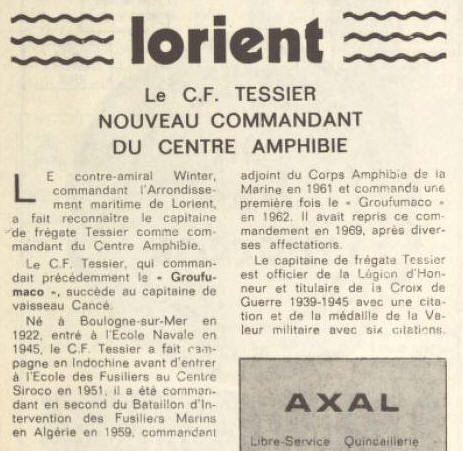 lorient
Le C.F. TESSIER
NOUVEAU COMMANDANT
DU CENTRE AMPHIBIE
LE contre-amiral Winter,
commandant l'Arrondisse-
ment maritime de Lorient,
a fait reconnaître le capitaine
de frégate Tessier comme com-
mandant du Centre Amphibie.
Le C.F. Tessier, qui comman-
dait précédemment le « Groufu-
maco », succède au capitaine de
vaisseau Cancé.
Né à Boulogne-sur-Mer en
1922, entré à l'Ecole Navale en
1945, le C.F. Tessier a fait cam-
pagne en Indochine avant d'entrer
à l'Ecole des Fusiliers au Centre
Siroco en 1951, il a été comman-
dant en second du Bataillon d'In-
tervention des Fusiliers Marins
en Algérie en 1959, commandant
adjoint du Corps Amphibie de la
Marine en 1961 et commanda une
première fois le « Groufumaco »
en 1962. Il avait repris ce com-
mandement en 1969, après diver-
ses affectations.
Le capitaine de frégate Tessier
est officier de la Légion d'Hon-
neur et titulaire de la Croix de
Guerre 1939-1945 avec une cita-
tion et de la médaille de la Va-
leur militaire avec six citations.
AXAL
Libre-Service Quincaillerie